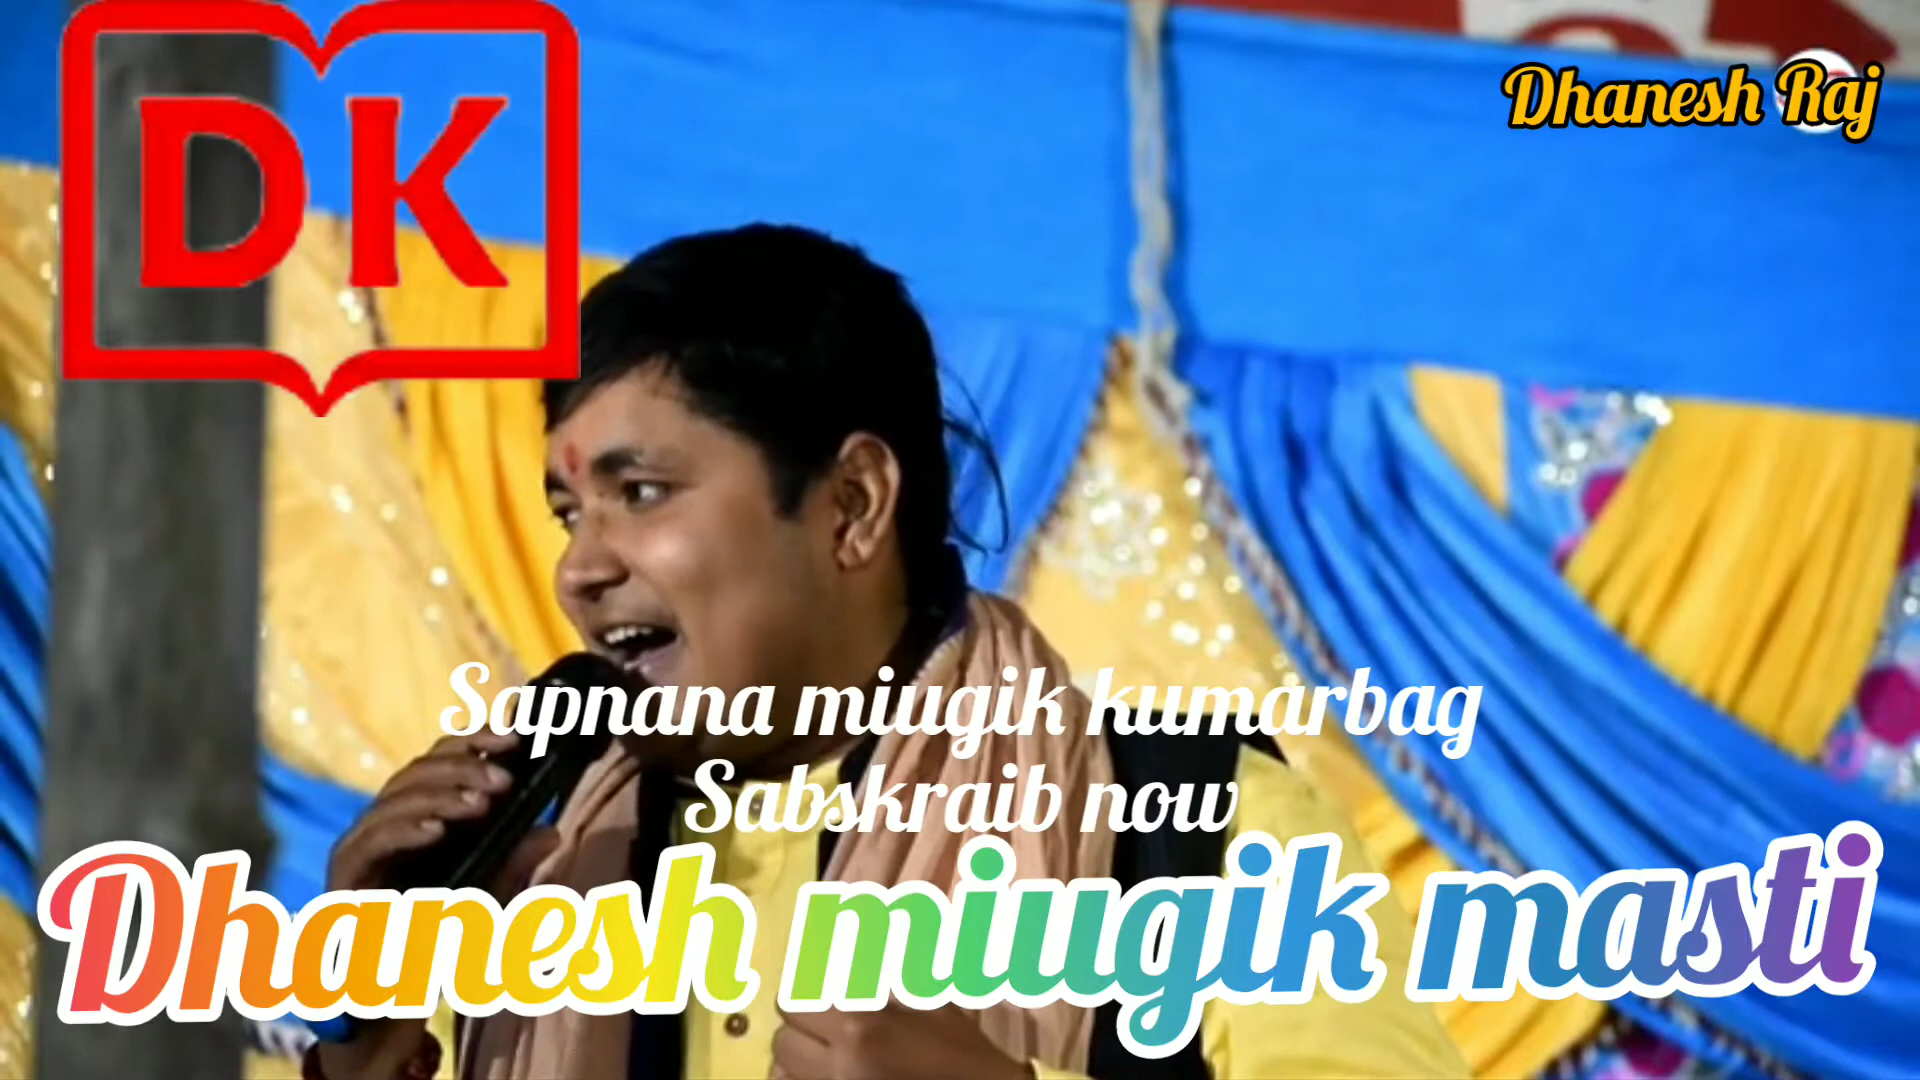 DK
Dhanesh Raj
Sapnana miugik kumarbag
Sabskraib now
Dhanesh miugik masti